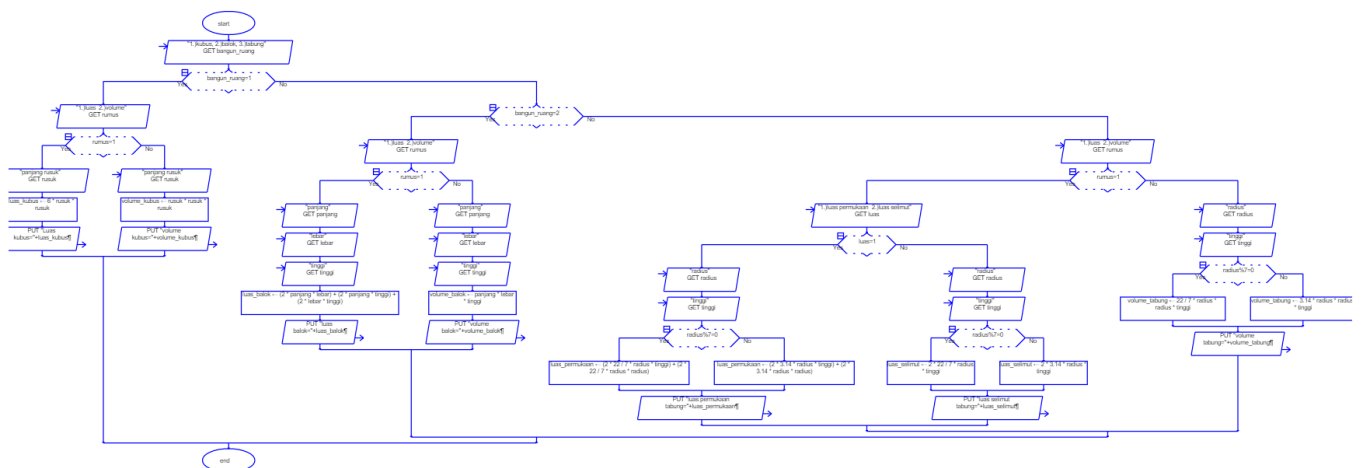 start
"1.)kubus, 2.)balok, 3.)tabung"
GET bangun_ruang
bangun_ruang=1
Yes
No
"1.)luas 2.)volume"
GET rumus
rumus=1
Yes
No
"panjang rusuk"
GET rusuk
luas_kubus ← 6 * rusuk *
rusuk
PUT "Luas
kubus="+luas_kubus¶
"panjang rusuk"
GET rusuk
volume_kubus ← rusuk * rusuk *
rusuk
PUT "volume
kubus="+volume_kubus¶
bangun_ruang=2
Yes
No
"1.)luas 2.)volume"
GET rumus
rumus=1
Yes
No
"panjang"
GET panjang
"lebar"
GET lebar
"tinggi"
GET tinggi
luas_balok ← (2 * panjang * lebar) + (2 * panjang * tinggi) +
(2 * lebar * tinggi)
PUT "luas
balok="+luas_balok¶
"panjang"
GET panjang
"lebar"
GET lebar
"tinggi"
GET tinggi
volume_balok ← panjang * lebar
* tinggi
PUT "volume
balok="+volume_balok¶
"1.)luas 2.)volume"
GET rumus
rumus=1
Yes
No
"1.)luas permukaan 2.)luas selimut"
GET luas
luas=1
Yes
No
"radius"
GET radius
"tinggi"
GET tinggi
radius%7=0
Yes
No
luas_permukaan ← (2 * 22 / 7 * radius * tinggi) + (2 *
22 / 7 * radius * radius)
luas_permukaan ← (2 * 3.14 * radius * tinggi) + (2 *
3.14 * radius * radius)
PUT "luas permukaan
tabung="+luas_permukaan¶
"radius"
GET radius
"tinggi"
GET tinggi
radius%7=0
Yes
No
luas_selimut ← 2 * 22 / 7 * radius
* tinggi
luas_selimut ← 2 * 3.14 * radius *
tinggi
PUT "luas selimut
tabung="+luas_selimut¶
"radius"
GET radius
"tinggi"
GET tinggi
radius%7=0
Yes
No
volume_tabung ← 22 / 7 * radius *
radius * tinggi
volume_tabung ← 3.14 * radius * radius
* tinggi
PUT "volume
tabung="+volume_tabung¶
end